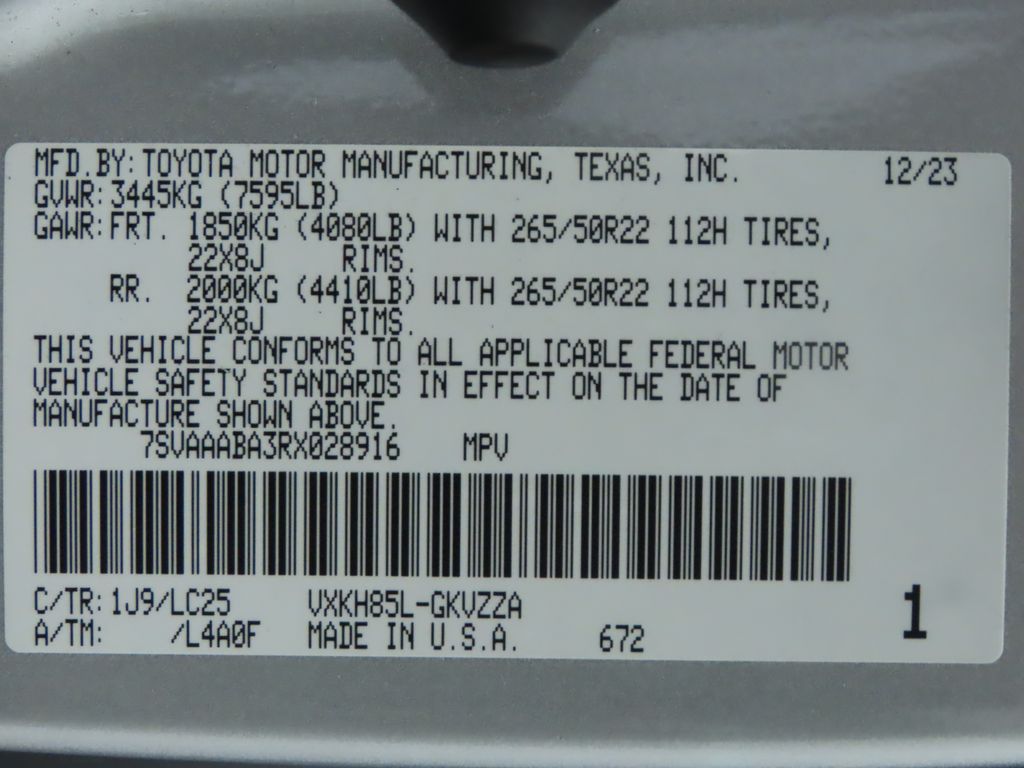 MFD.BY: TOYOTA MOTOR MANUFACTURING, TEXAS, INC. 12/23
GVWR: 3445KG (7595LB)
GAWR: FRT. 1850KG (4080LB) WITH 265/50R22 112H TIRES,
22X8J RIMS.
RR. 2000KG (4410LB) WITH 265/50R22 112H TIRES,
22X8J RIMS.
THIS VEHICLE CONFORMS TO ALL APPLICABLE FEDERAL MOTOR
VEHICLE SAFETY STANDARDS IN EFFECT ON THE DATE OF
MANUFACTURE SHOWN ABOVE.
7SVAAABA3RX028916 MPV
C/TR: 1J9/LC25 VXKH85L-GKVZZA
A/TM: /L4A0F MADE IN U.S.A. 672
1